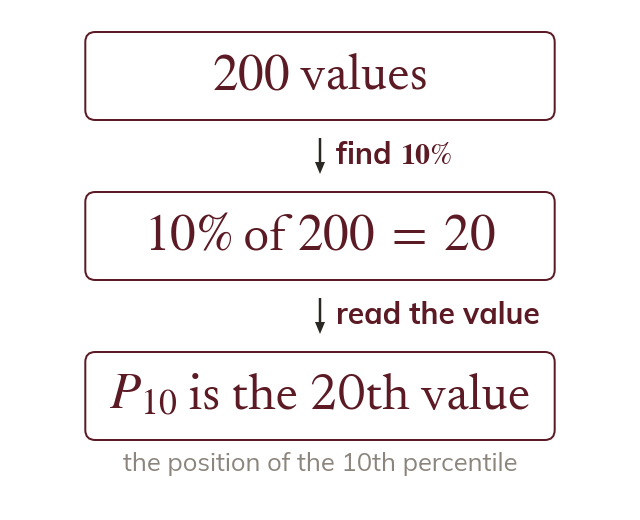 200 values
find 10%
10% of 200 = 20
read the value
P₁₀ is the 20th value
the position of the 10th percentile